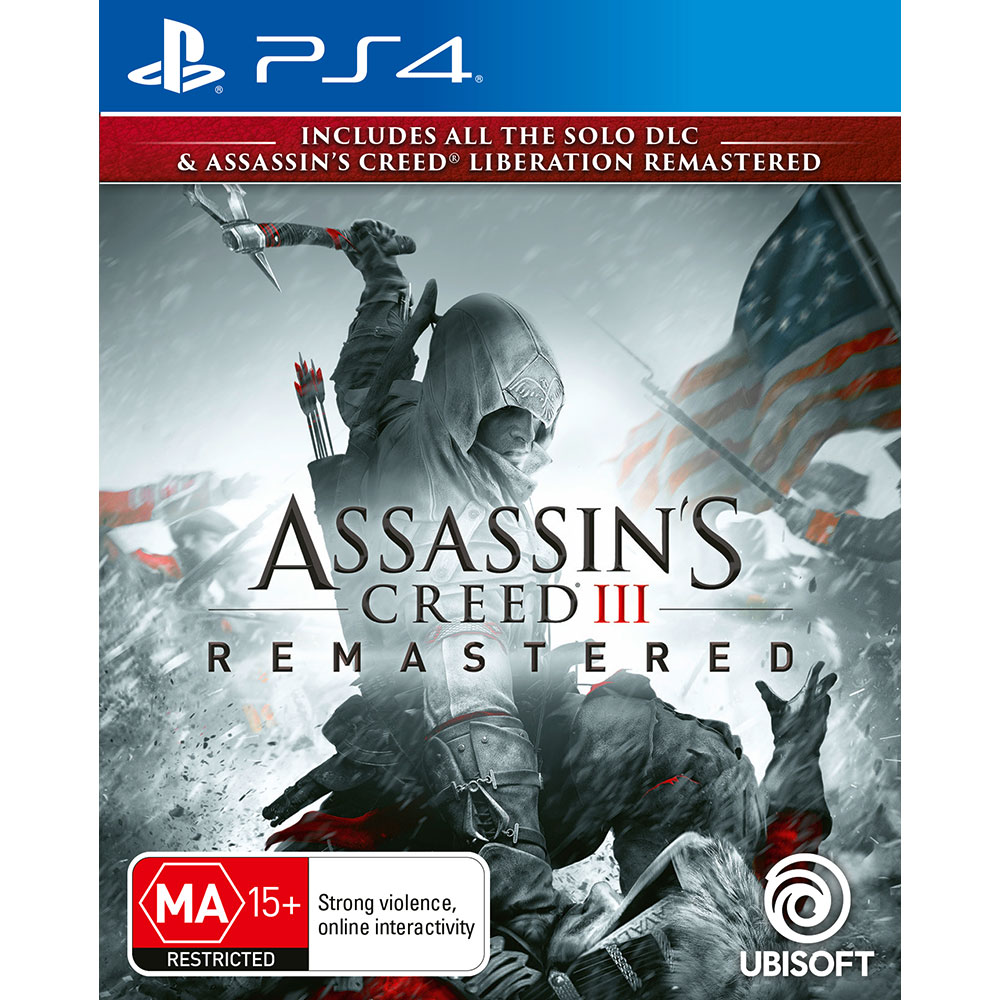 PS4
INCLUDES ALL THE SOLO DLC
& ASSASSIN'S CREED® LIBERATION REMASTERED
ASSASSIN'S
CREED® III
REMASTERED
MA 15+
RESTRICTED
Strong violence,
online interactivity
UBISOFT